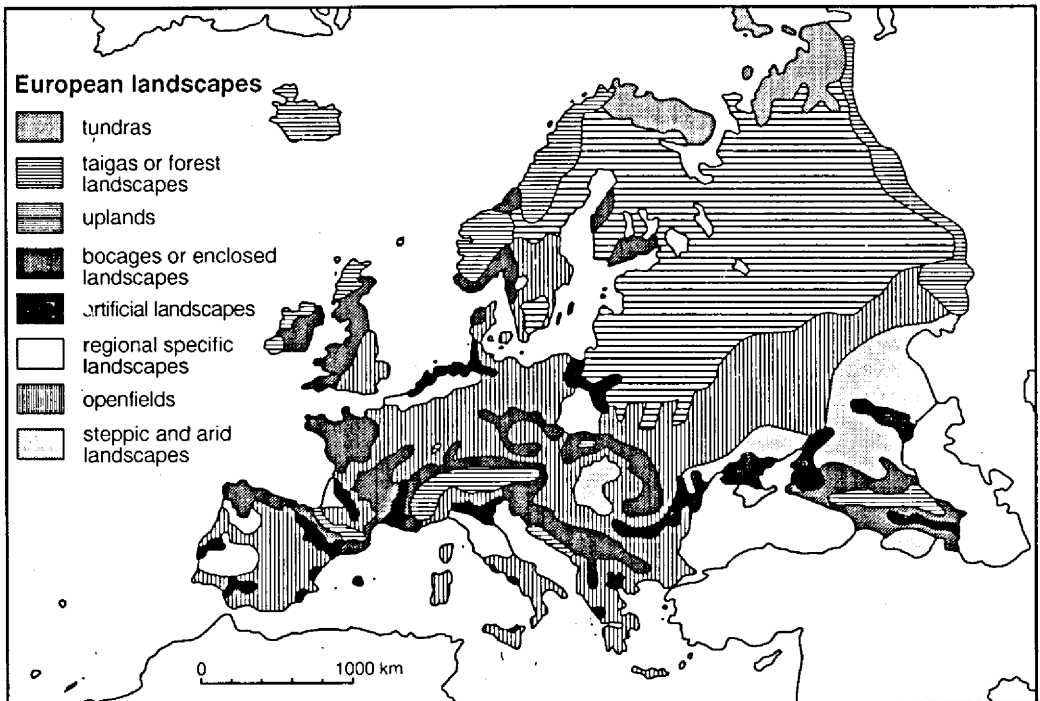 European landscapes
tundras
taigas or forest
landscapes
uplands
bocages or enclosed
landscapes
artificial landscapes
regional specific
landscapes
openfields
steppic and arid
landscapes
0 1000 km